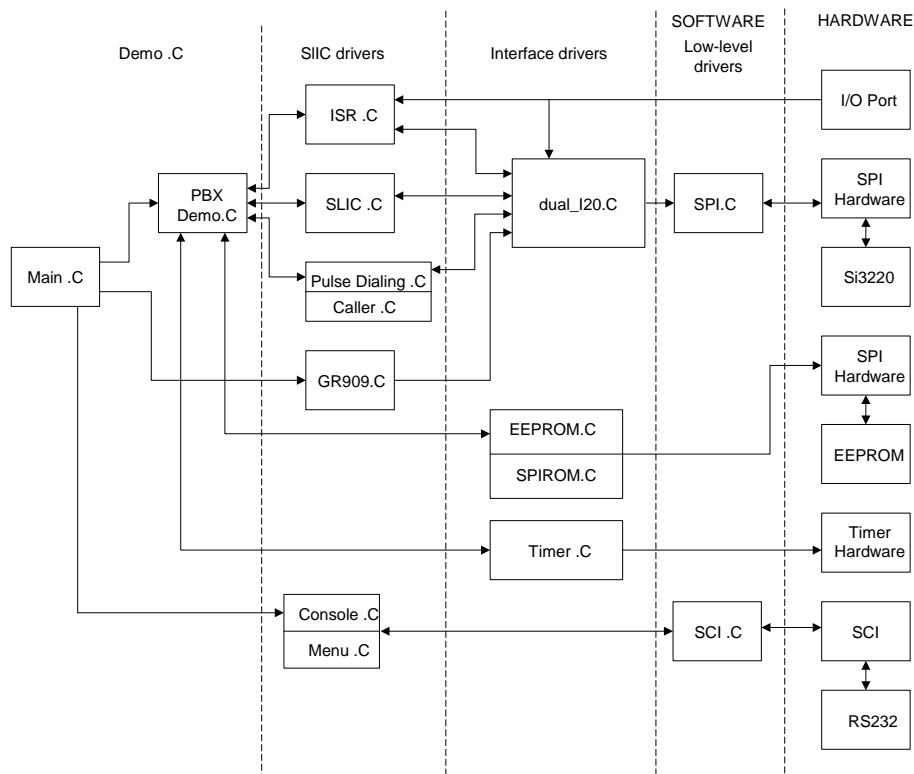 SOFTWARE
HARDWARE
Demo .C
SlIC drivers
Interface drivers
Low-level
drivers
I/O Port
ISR .C
PBX
Demo.C
SLIC .C
dual_I20.C
SPI.C
SPI
Hardware
Main .C
Pulse Dialing .C
Caller .C
Si3220
GR909.C
SPI
Hardware
EEPROM.C
SPIROM.C
EEPROM
Timer .C
Timer
Hardware
Console .C
Menu .C
SCI .C
SCI
RS232